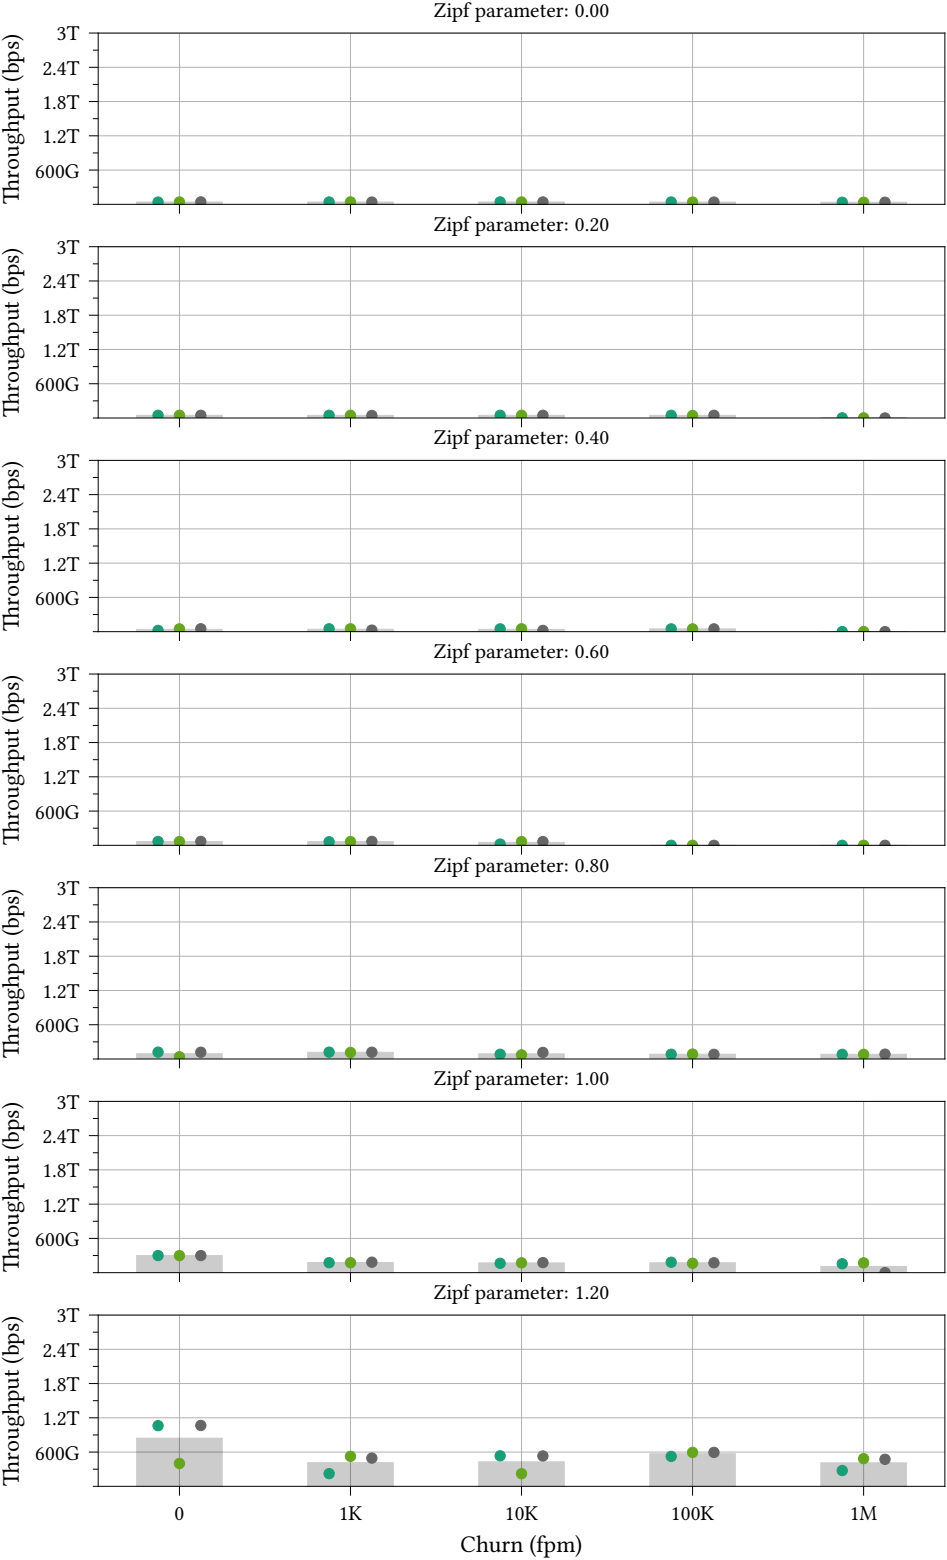 Zipf parameter: 0.00
Throughput (bps)
3T
2.4T
1.8T
1.2T
600G
Zipf parameter: 0.20
Throughput (bps)
3T
2.4T
1.8T
1.2T
600G
Zipf parameter: 0.40
Throughput (bps)
3T
2.4T
1.8T
1.2T
600G
Zipf parameter: 0.60
Throughput (bps)
3T
2.4T
1.8T
1.2T
600G
Zipf parameter: 0.80
Throughput (bps)
3T
2.4T
1.8T
1.2T
600G
Zipf parameter: 1.00
Throughput (bps)
3T
2.4T
1.8T
1.2T
600G
Zipf parameter: 1.20
Throughput (bps)
3T
2.4T
1.8T
1.2T
600G
0 1K 10K 100K 1M
Churn (fpm)